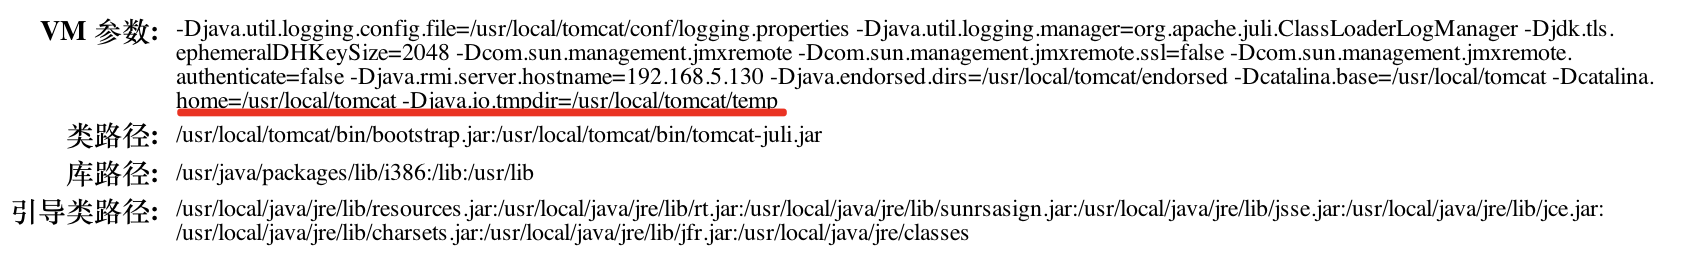 VM 参数: -Djava.util.logging.config.file=/usr/local/tomcat/conf/logging.properties -Djava.util.logging.manager=org.apache.juli.ClassLoaderLogManager -Djdk.tls.
ephemeralDHKeySize=2048 -Dcom.sun.management.jmxremote -Dcom.sun.management.jmxremote.ssl=false -Dcom.sun.management.jmxremote.
authenticate=false -Djava.rmi.server.hostname=192.168.5.130 -Djava.endorsed.dirs=/usr/local/tomcat/endorsed -Dcatalina.base=/usr/local/tomcat -Dcatalina.
home=/usr/local/tomcat -Djava.io.tmpdir=/usr/local/tomcat/temp
类路径: /usr/local/tomcat/bin/bootstrap.jar:/usr/local/tomcat/bin/tomcat-juli.jar
库路径: /usr/java/packages/lib/i386:/lib:/usr/lib
引导类路径: /usr/local/java/jre/lib/resources.jar:/usr/local/java/jre/lib/rt.jar:/usr/local/java/jre/lib/sunrsasign.jar:/usr/local/java/jre/lib/jsse.jar:/usr/local/java/jre/lib/jce.jar:
/usr/local/java/jre/lib/charsets.jar:/usr/local/java/jre/lib/jfr.jar:/usr/local/java/jre/classes